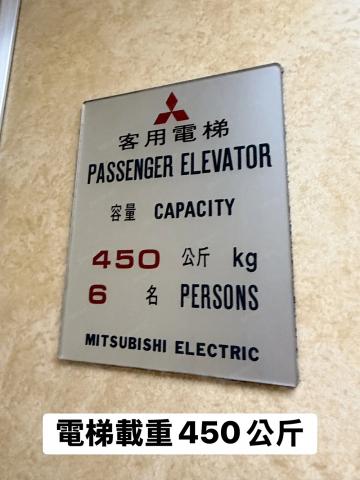 客用電梯
PASSENGER ELEVATOR
容量 CAPACITY
450 公斤 kg
6 名 PERSONS
MITSUBISHI ELECTRIC
電梯載重450公斤